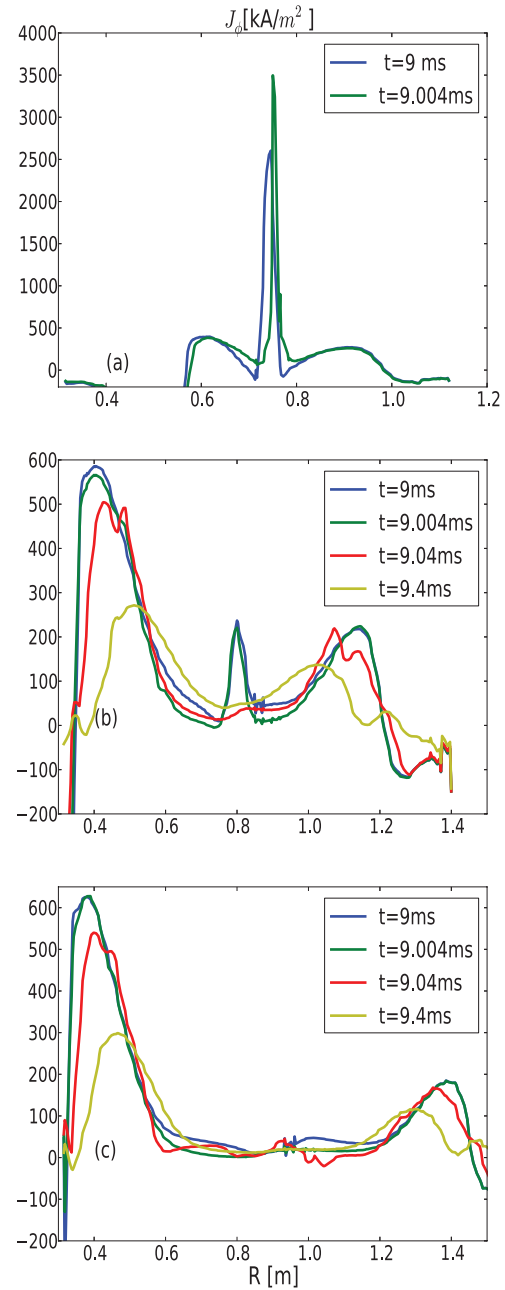 J_ϕ[kA/m² ]
4000
3500
3000
2500
2000
1500
1000
500
0
t=9 ms
t=9.004ms
(a)
0.4 0.6 0.8 1.0 1.2
600
500
400
300
200
100
0
−100
−200
t=9ms
t=9.004ms
t=9.04ms
t=9.4ms
(b)
0.4 0.6 0.8 1.0 1.2 1.4
600
500
400
300
200
100
0
−100
−200
t=9ms
t=9.004ms
t=9.04ms
t=9.4ms
(c)
0.4 0.6 0.8 1.0 1.2 1.4
R [m]